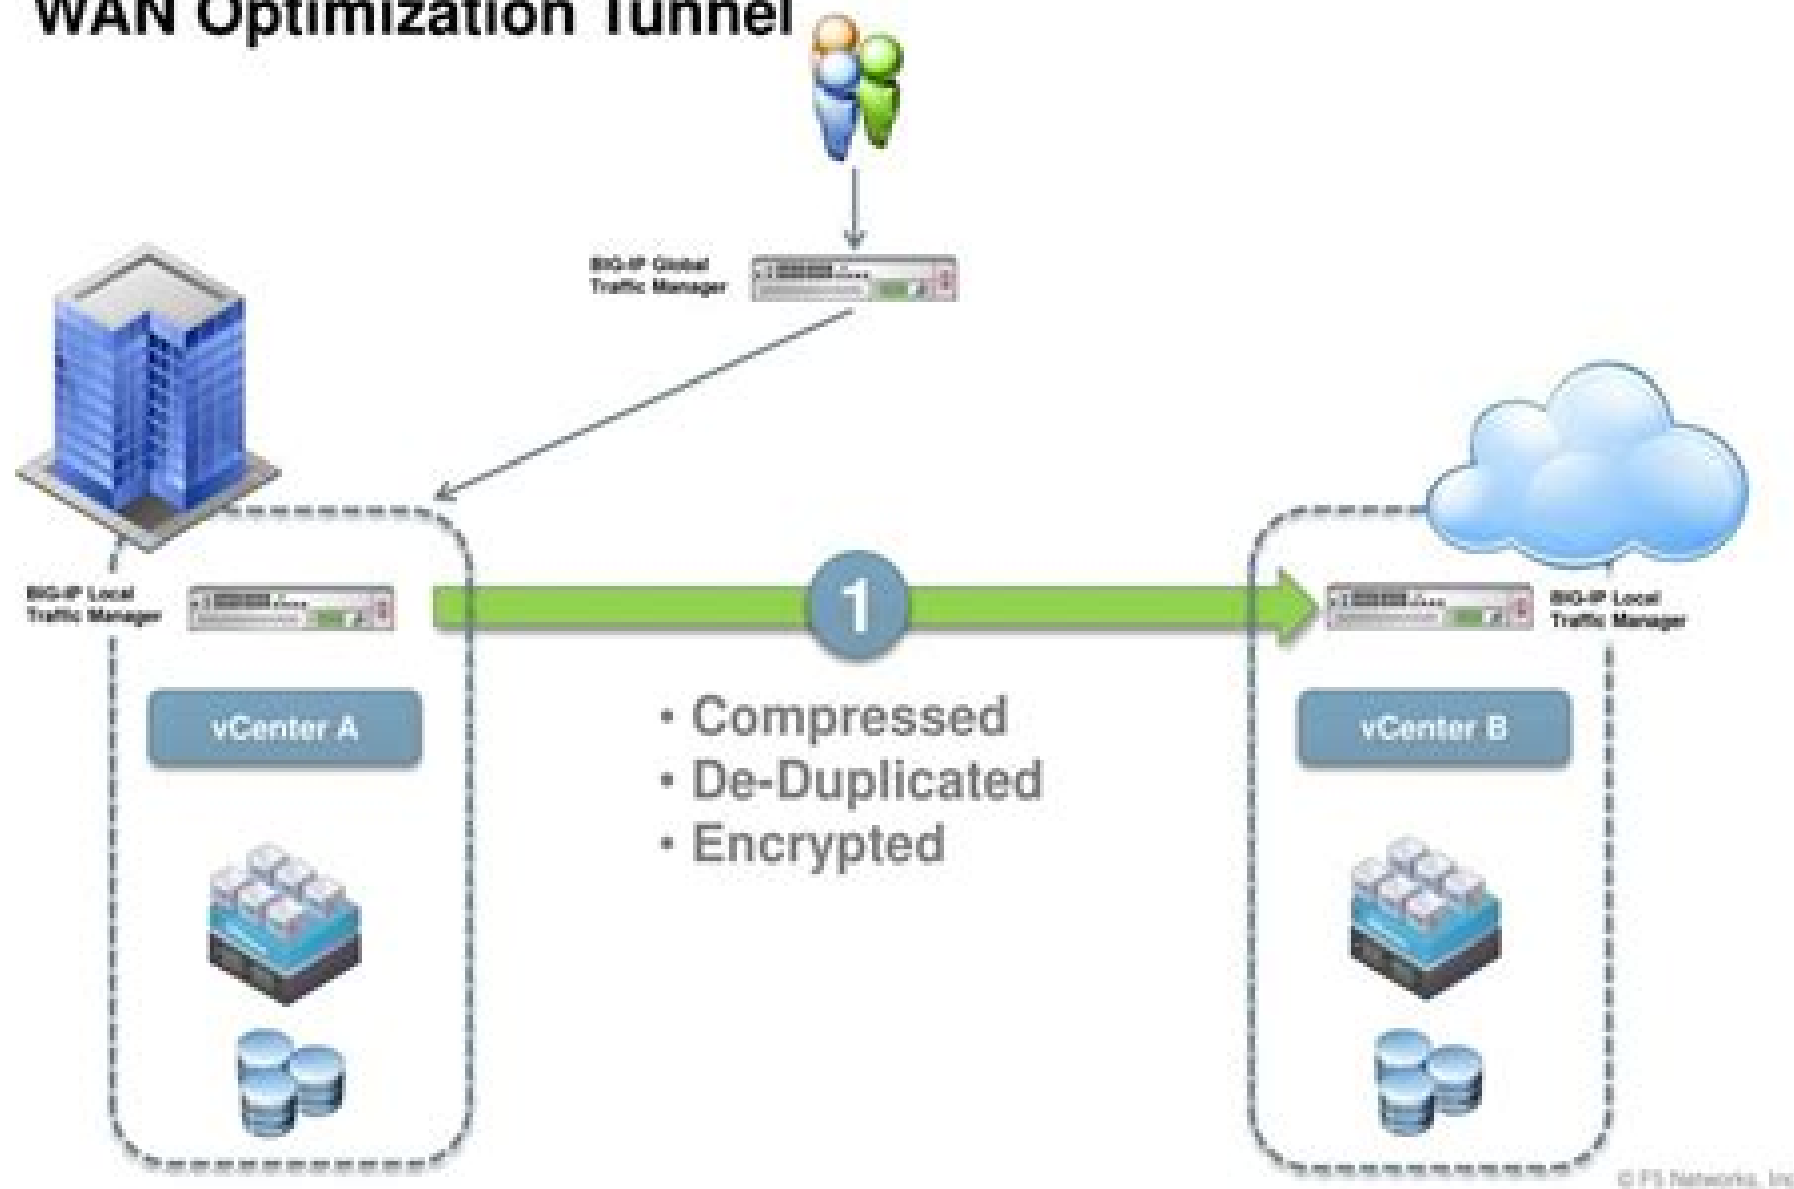 WAN Optimization Tunnel
BIG-IP Global
Traffic Manager
BIG-IP Local
Traffic Manager
1
BIG-IP Local
Traffic Manager
vCenter A
• Compressed
• De-Duplicated
• Encrypted
vCenter B
© F5 Networks, Inc